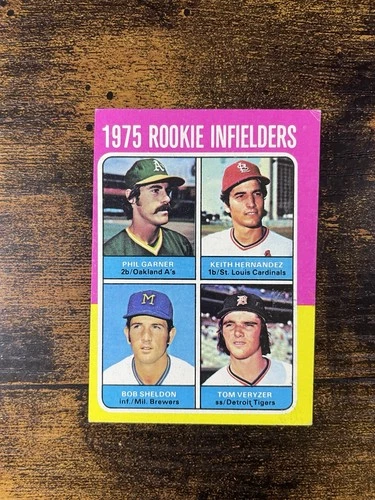 1975 ROOKIE INFIELDERS
A
PHIL GARNER
2b/Oakland A's
StL
KEITH HERNANDEZ
1b/St. Louis Cardinals
M
BOB SHELDON
inf./Mil. Brewers
D
TOM VERYZER
ss/Detroit Tigers